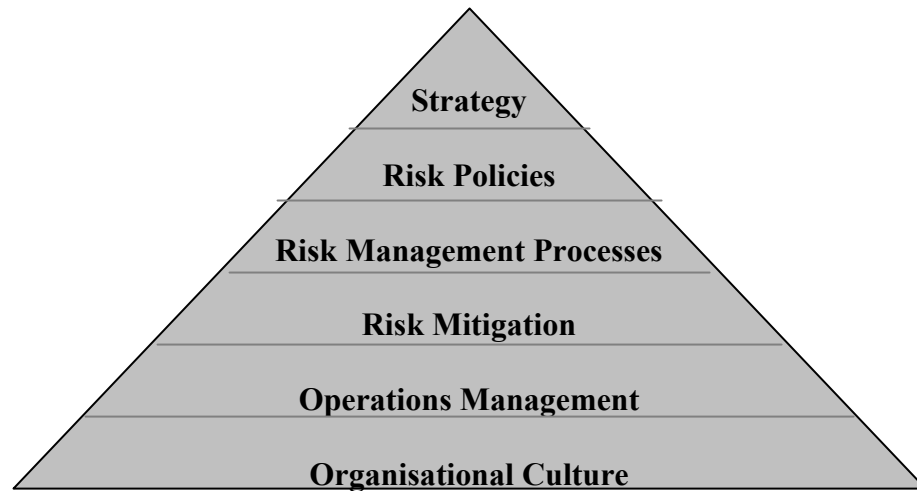 Strategy
Risk Policies
Risk Management Processes
Risk Mitigation
Operations Management
Organisational Culture